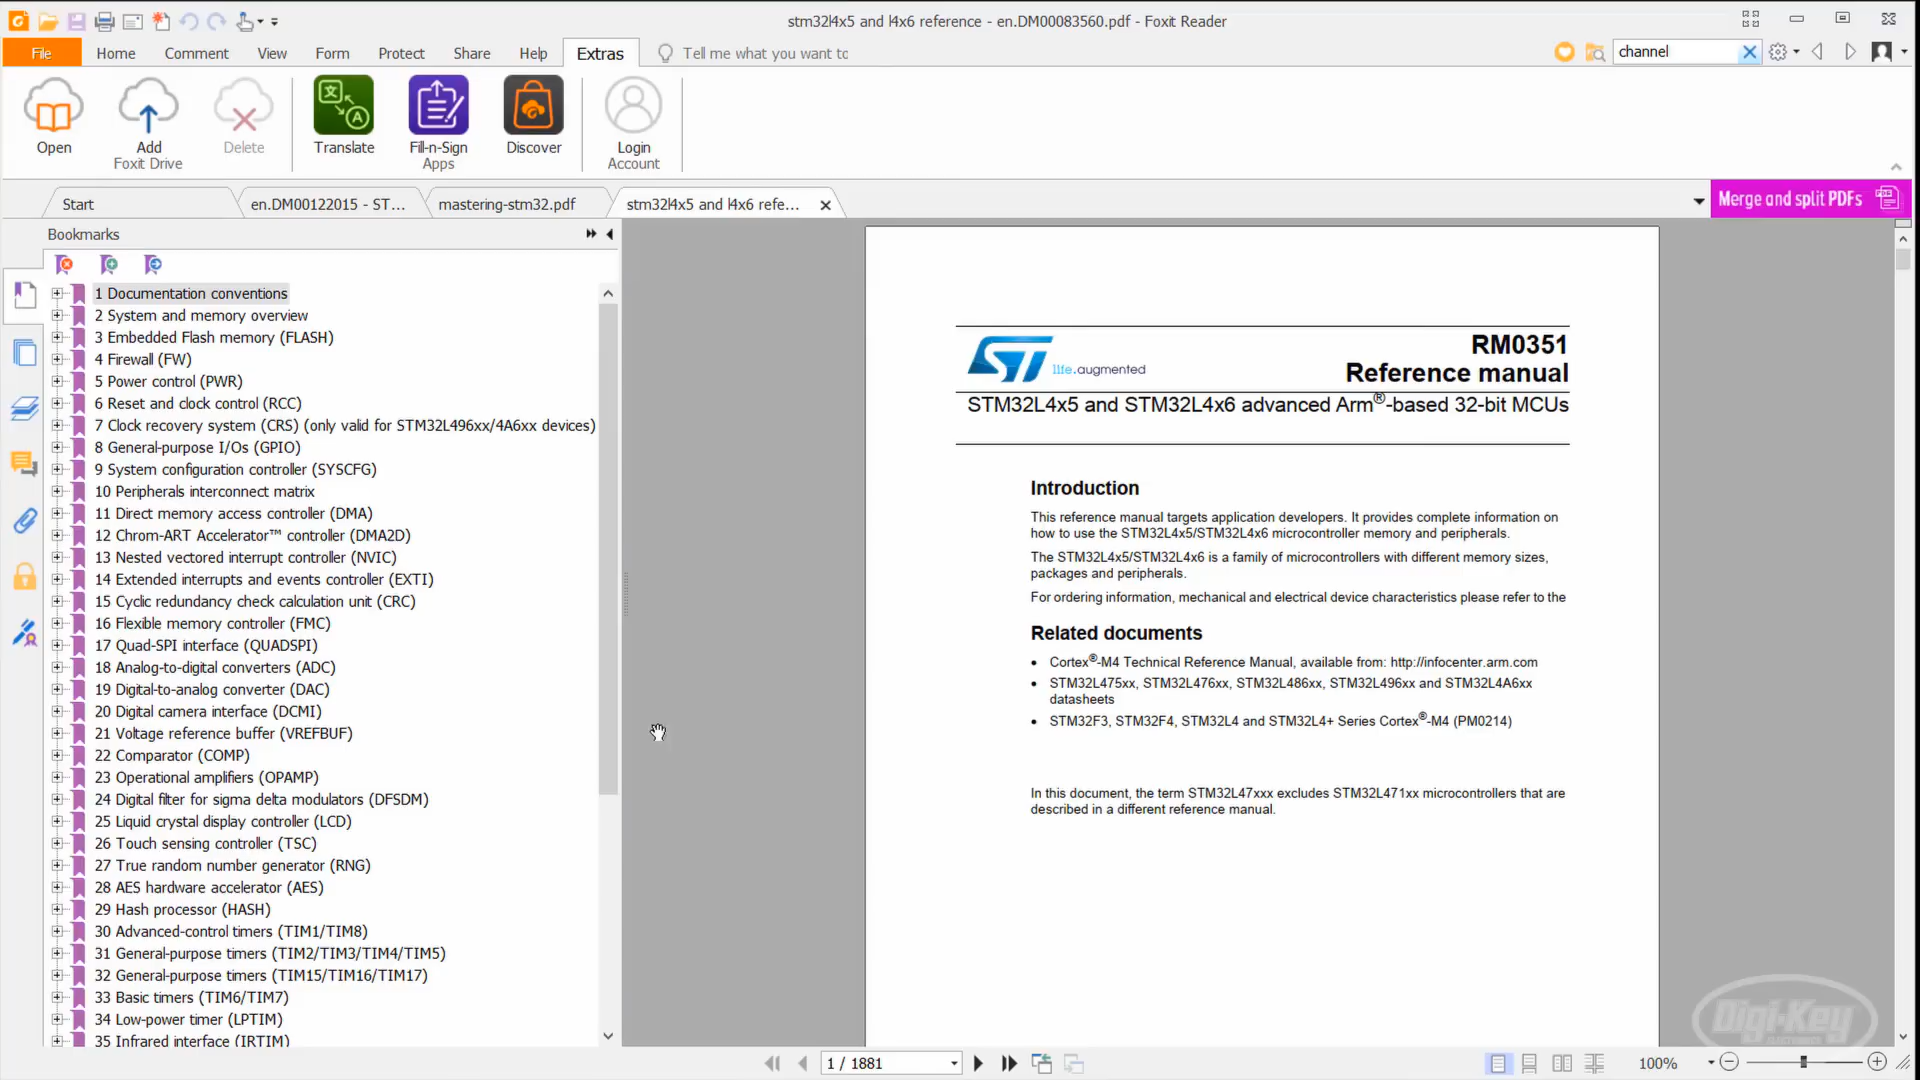 stm32l4x5 and l4x6 reference - en.DM00083560.pdf - Foxit Reader
File
Home
Comment
View
Form
Protect
Share
Help
Extras
Tell me what you want to
channel
Open
Add
Delete
Foxit Drive
Translate
Fill-n-Sign
Discover
Apps
Login
Account
Start
en.DM00122015 - ST...
mastering-stm32.pdf
stm32l4x5 and l4x6 refe...
Merge and split PDFs
Bookmarks
1 Documentation conventions
2 System and memory overview
3 Embedded Flash memory (FLASH)
4 Firewall (FW)
5 Power control (PWR)
6 Reset and clock control (RCC)
7 Clock recovery system (CRS) (only valid for STM32L496xx/4A6xx devices)
8 General-purpose I/Os (GPIO)
9 System configuration controller (SYSCFG)
10 Peripherals interconnect matrix
11 Direct memory access controller (DMA)
12 Chrom-ART Accelerator™ controller (DMA2D)
13 Nested vectored interrupt controller (NVIC)
14 Extended interrupts and events controller (EXTI)
15 Cyclic redundancy check calculation unit (CRC)
16 Flexible memory controller (FMC)
17 Quad-SPI interface (QUADSPI)
18 Analog-to-digital converters (ADC)
19 Digital-to-analog converter (DAC)
20 Digital camera interface (DCMI)
21 Voltage reference buffer (VREFBUF)
22 Comparator (COMP)
23 Operational amplifiers (OPAMP)
24 Digital filter for sigma delta modulators (DFSDM)
25 Liquid crystal display controller (LCD)
26 Touch sensing controller (TSC)
27 True random number generator (RNG)
28 AES hardware accelerator (AES)
29 Hash processor (HASH)
30 Advanced-control timers (TIM1/TIM8)
31 General-purpose timers (TIM2/TIM3/TIM4/TIM5)
32 General-purpose timers (TIM15/TIM16/TIM17)
33 Basic timers (TIM6/TIM7)
34 Low-power timer (LPTIM)
35 Infrared interface (IRTIM)
ST
life.augmented
RM0351
Reference manual
STM32L4x5 and STM32L4x6 advanced Arm®-based 32-bit MCUs
Introduction
This reference manual targets application developers. It provides complete information on
how to use the STM32L4x5/STM32L4x6 microcontroller memory and peripherals.
The STM32L4x5/STM32L4x6 is a family of microcontrollers with different memory sizes,
packages and peripherals.
For ordering information, mechanical and electrical device characteristics please refer to the
Related documents
• Cortex®-M4 Technical Reference Manual, available from: http://infocenter.arm.com
• STM32L475xx, STM32L476xx, STM32L486xx, STM32L496xx and STM32L4A6xx
datasheets
• STM32F3, STM32F4, STM32L4 and STM32L4+ Series Cortex®-M4 (PM0214)
In this document, the term STM32L47xxx excludes STM32L471xx microcontrollers that are
described in a different reference manual.
Digi-Key
ELECTRONICS
1 / 1881
100%